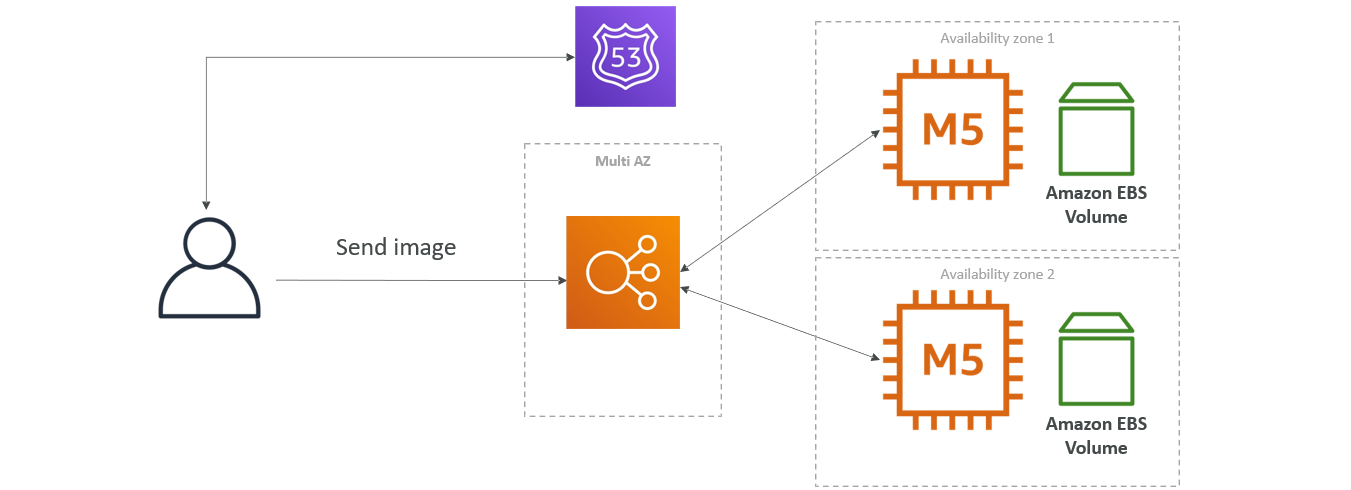 53
Availability zone 1
M5
Amazon EBS
Volume
Multi AZ
Send image
Availability zone 2
M5
Amazon EBS
Volume